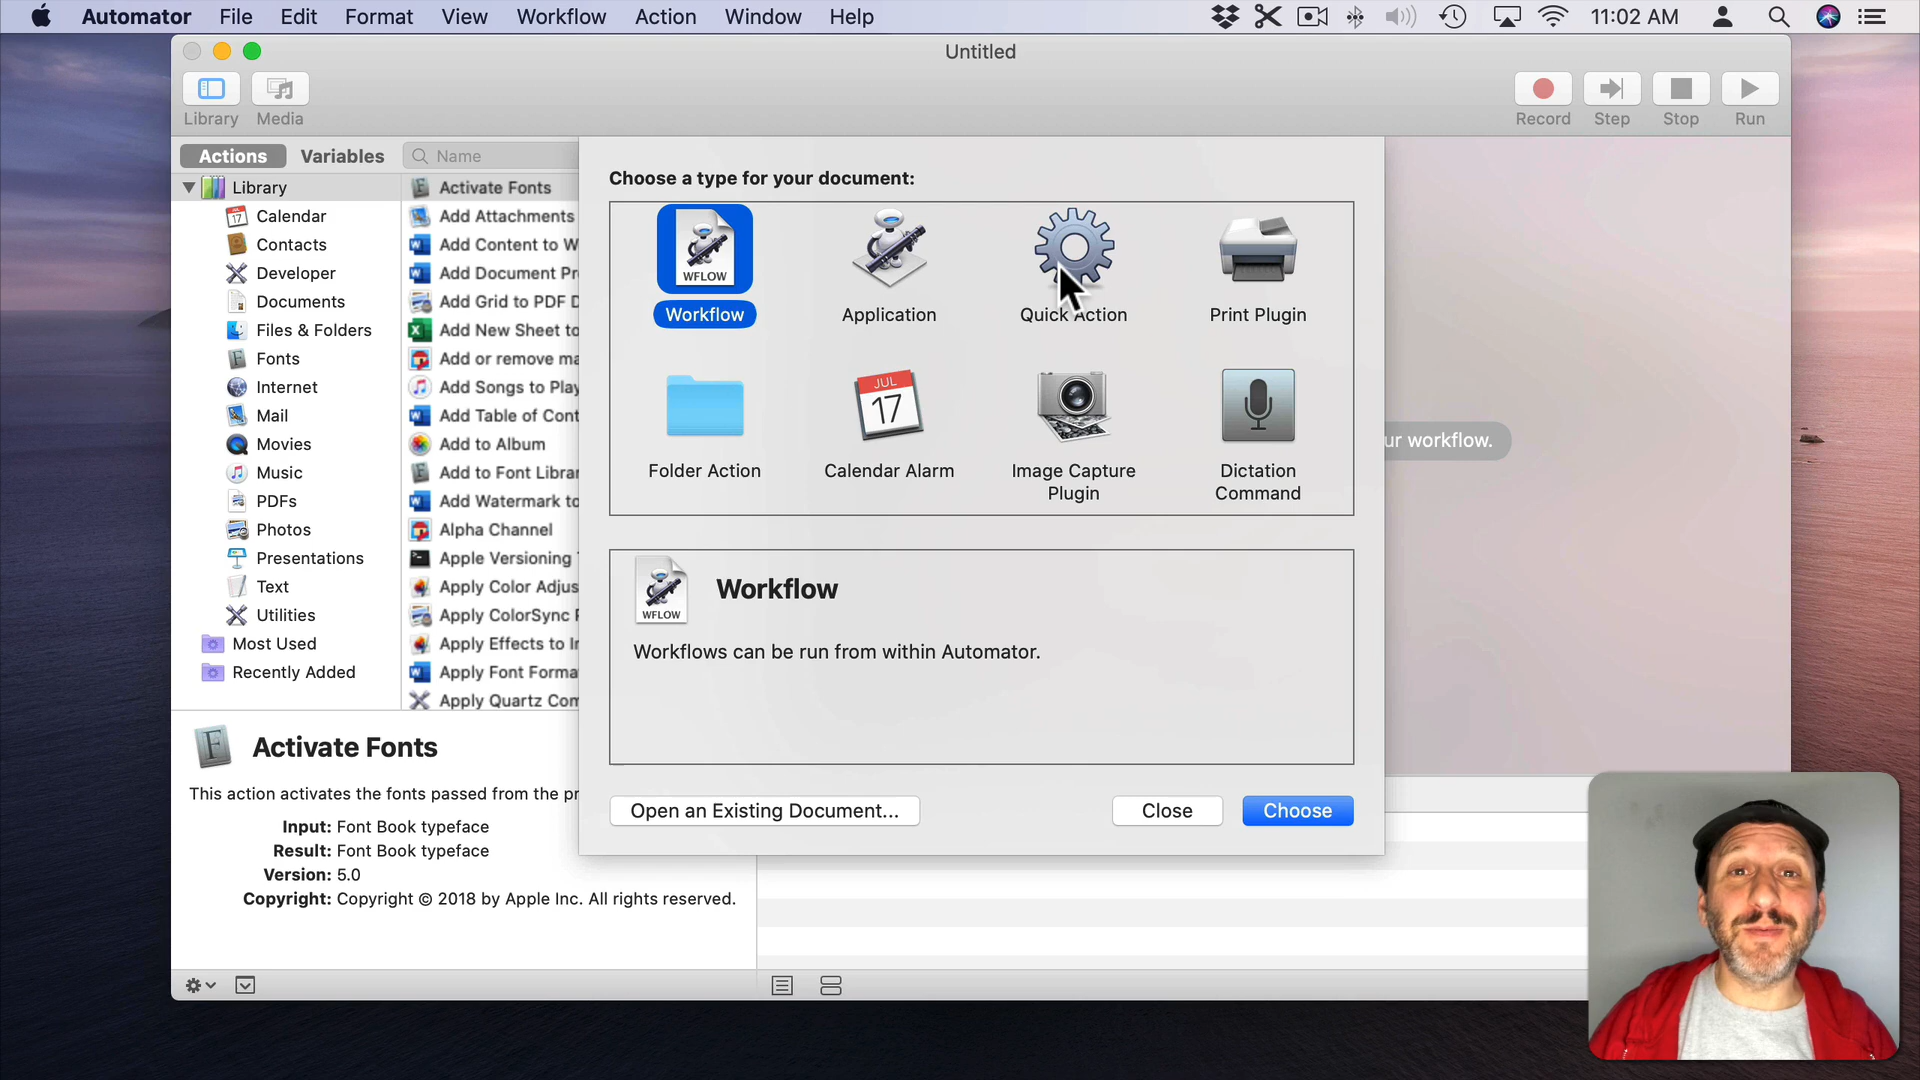 Automator File Edit Format View Workflow Action Window Help 11:02 AM
Untitled
Library Media Record Step Stop Run
Actions Variables Name
Library
Calendar
Contacts
Developer
Documents
Files & Folders
Fonts
Internet
Mail
Movies
Music
PDFs
Photos
Presentations
Text
Utilities
Most Used
Recently Added
Activate Fonts
Add Attachments
Add Content to W
Add Document Pr
Add Grid to PDF D
Add New Sheet to
Add or remove ma
Add Songs to Play
Add Table of Cont
Add to Album
Add to Font Librar
Add Watermark to
Alpha Channel
Apple Versioning
Apply Color Adjus
Apply ColorSync P
Apply Effects to Ir
Apply Font Forma
Apply Quartz Com
Choose a type for your document:
WFLOW
Workflow Application Quick Action Print Plugin
JUL
17
Folder Action Calendar Alarm Image Capture Plugin Dictation Command
ur workflow.
WFLOW
Workflow
Workflows can be run from within Automator.
Open an Existing Document... Close Choose
Activate Fonts
This action activates the fonts passed from the pr
Input: Font Book typeface
Result: Font Book typeface
Version: 5.0
Copyright: Copyright © 2018 by Apple Inc. All rights reserved.